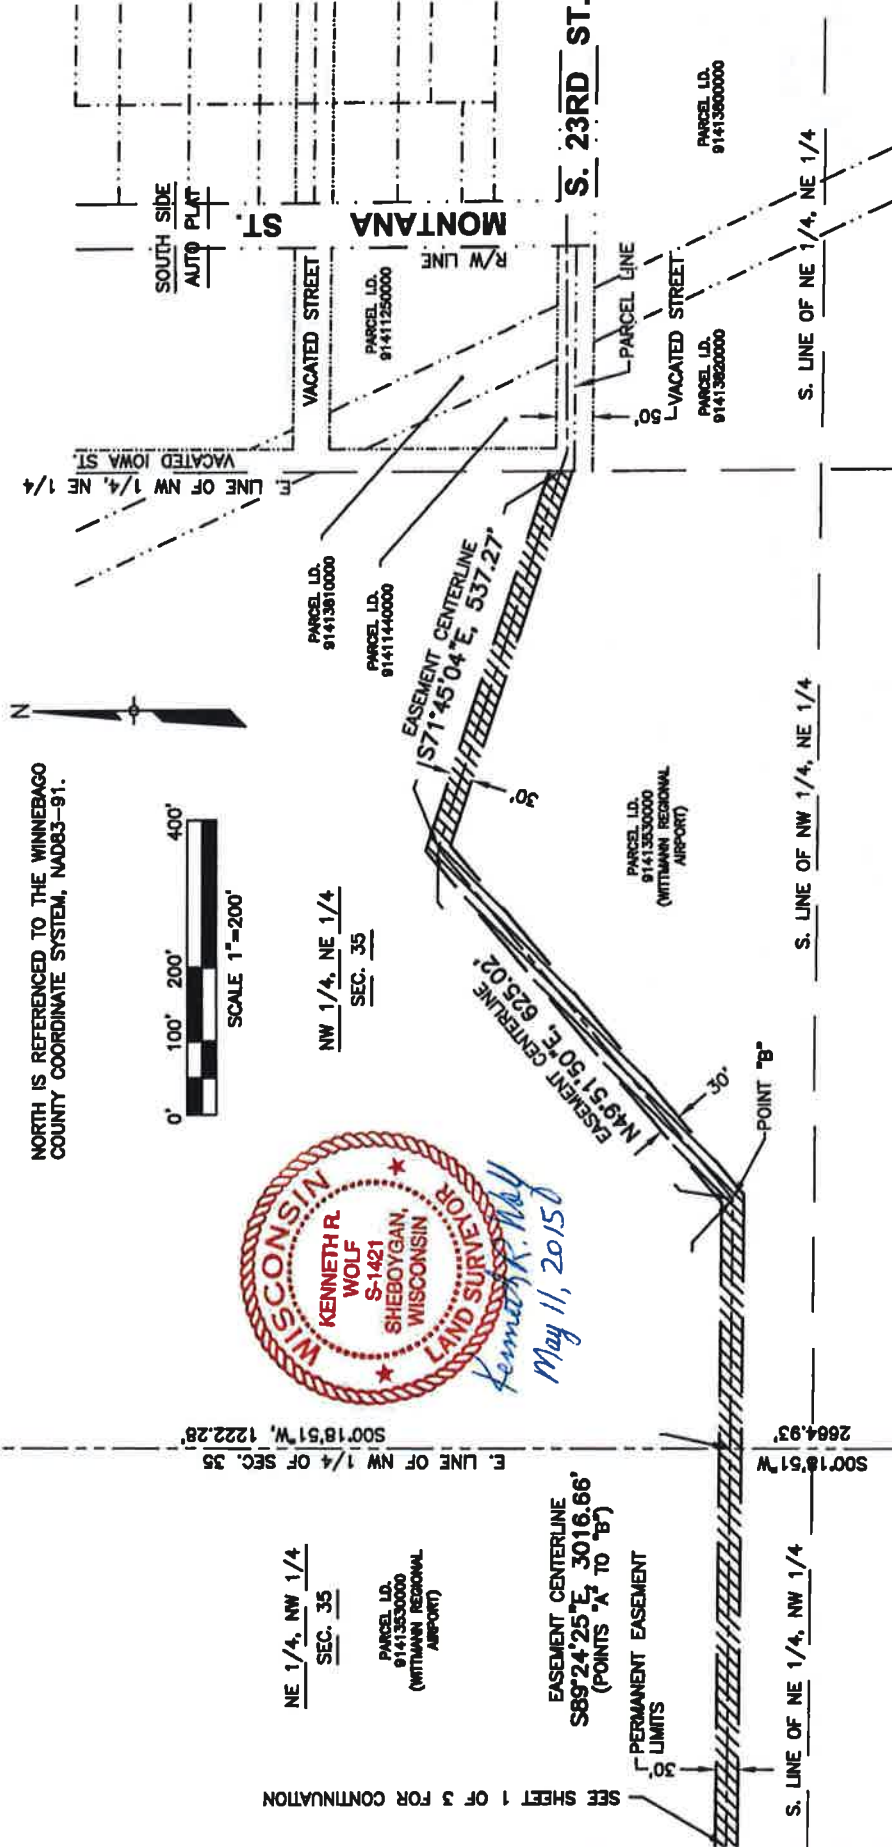 NORTH IS REFERENCED TO THE WINNEBAGO
COUNTY COORDINATE SYSTEM, NAD83-91.
N
0'
100'
200'
400'
SCALE 1"=200'
SEE SHEET 1 OF 3 FOR CONTINUATION
NE 1/4, NW 1/4
SEC. 35
PARCEL I.D.
91413530000
(WITTMANN REGIONAL
AIRPORT)
EASEMENT CENTERLINE
S89°24'25"E, 3016.66'
(POINTS "A" TO "B")
PERMANENT EASEMENT
LIMITS
30'
S. LINE OF NE 1/4, NW 1/4
E. LINE OF NW 1/4 OF SEC. 35
S00°18'51"W, 1222.28'
S00°18'51"W
2664.93'
WISCONSIN
KENNETH R.
WOLF
S-1421
SHEBOYGAN,
WISCONSIN
LAND SURVEYOR
Kenneth R. Wolf
May 11, 2015
NW 1/4, NE 1/4
SEC. 35
EASEMENT CENTERLINE
N49°51'50"E, 625.02'
30'
POINT "B"
EASEMENT CENTERLINE
S71°45'04"E, 537.27'
30'
PARCEL I.D.
91413530000
(WITTMANN REGIONAL
AIRPORT)
S. LINE OF NW 1/4, NE 1/4
PARCEL I.D.
91413810000
PARCEL I.D.
91411440000
E. LINE OF NW 1/4, NE 1/4
VACATED IOWA ST.
SOUTH SIDE
AUTO PLAT
VACATED STREET
PARCEL I.D.
91411250000
R/W LINE
MONTANA
ST.
S. 23RD ST.
PARCEL LINE
50'
VACATED STREET
PARCEL I.D.
91413820000
PARCEL I.D.
91413800000
S. LINE OF NE 1/4, NE 1/4